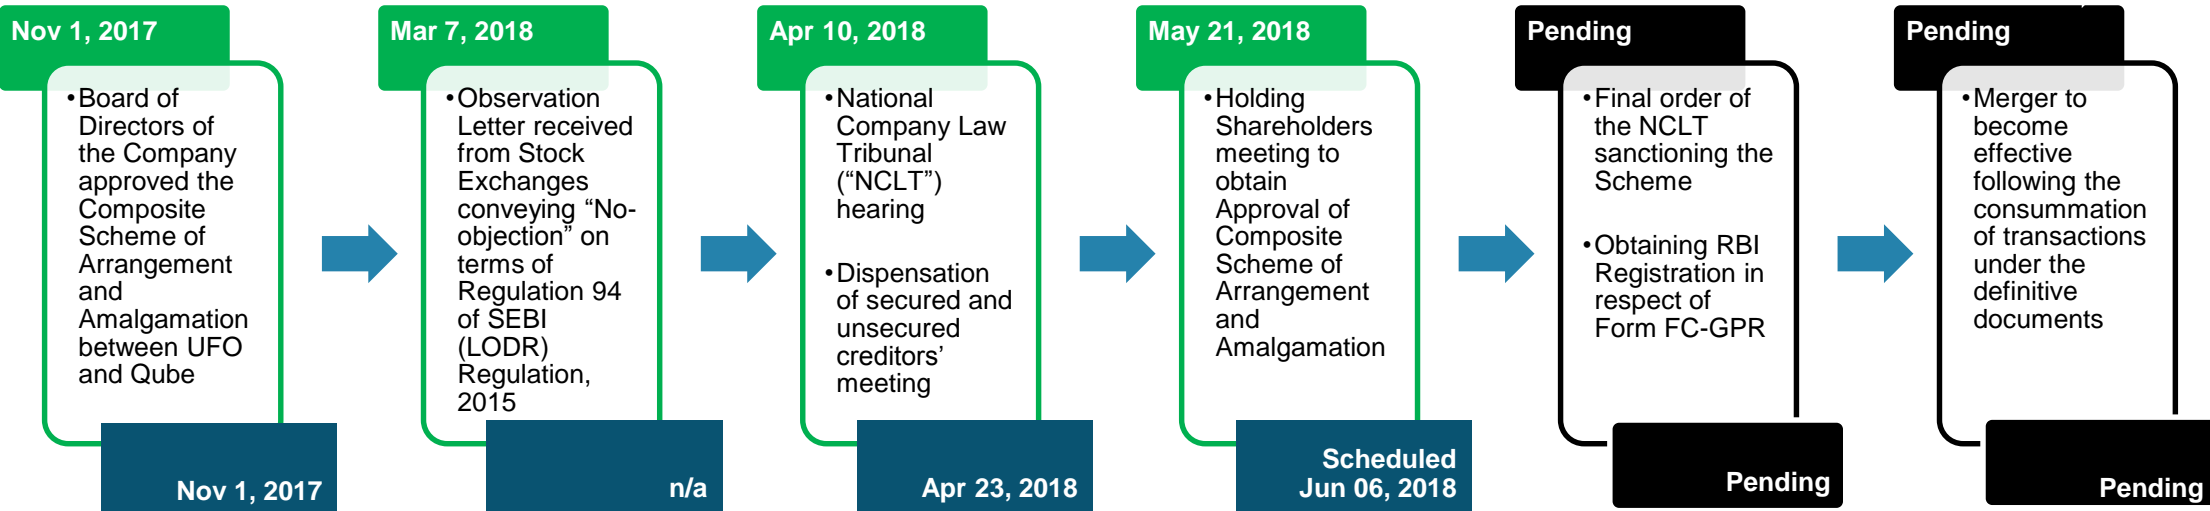 Nov 1, 2017
•Board of
Directors of
the Company
approved the
Composite
Scheme of
Arrangement
and
Amalgamation
between UFO
and Qube
Nov 1, 2017
Mar 7, 2018
•Observation
Letter received
from Stock
Exchanges
conveying “No-
objection” on
terms of
Regulation 94
of SEBI
(LODR)
Regulation,
2015
n/a
Apr 10, 2018
•National
Company Law
Tribunal
(“NCLT”)
hearing
•Dispensation
of secured and
unsecured
creditors’
meeting
Apr 23, 2018
May 21, 2018
•Holding
Shareholders
meeting to
obtain
Approval of
Composite
Scheme of
Arrangement
and
Amalgamation
Scheduled
Jun 06, 2018
Pending
•Final order of
the NCLT
sanctioning the
Scheme
•Obtaining RBI
Registration in
respect of
Form FC-GPR
Pending
Pending
•Merger to
become
effective
following the
consummation
of transactions
under the
definitive
documents
Pending